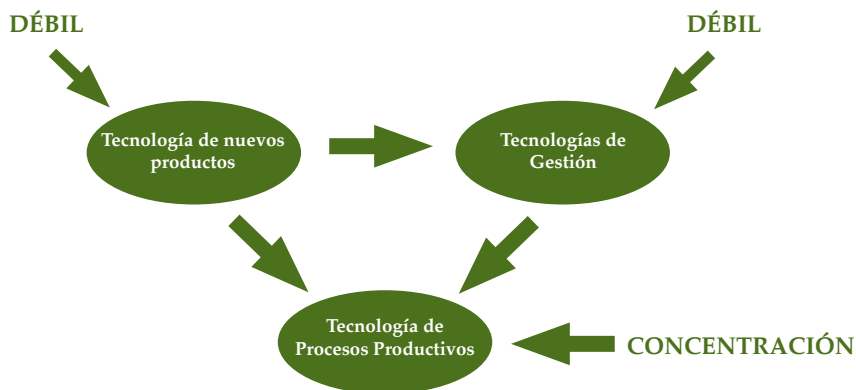 DÉBIL
DÉBIL
Tecnología de nuevos
productos
Tecnologías de
Gestión
Tecnología de
Procesos Productivos
CONCENTRACIÓN